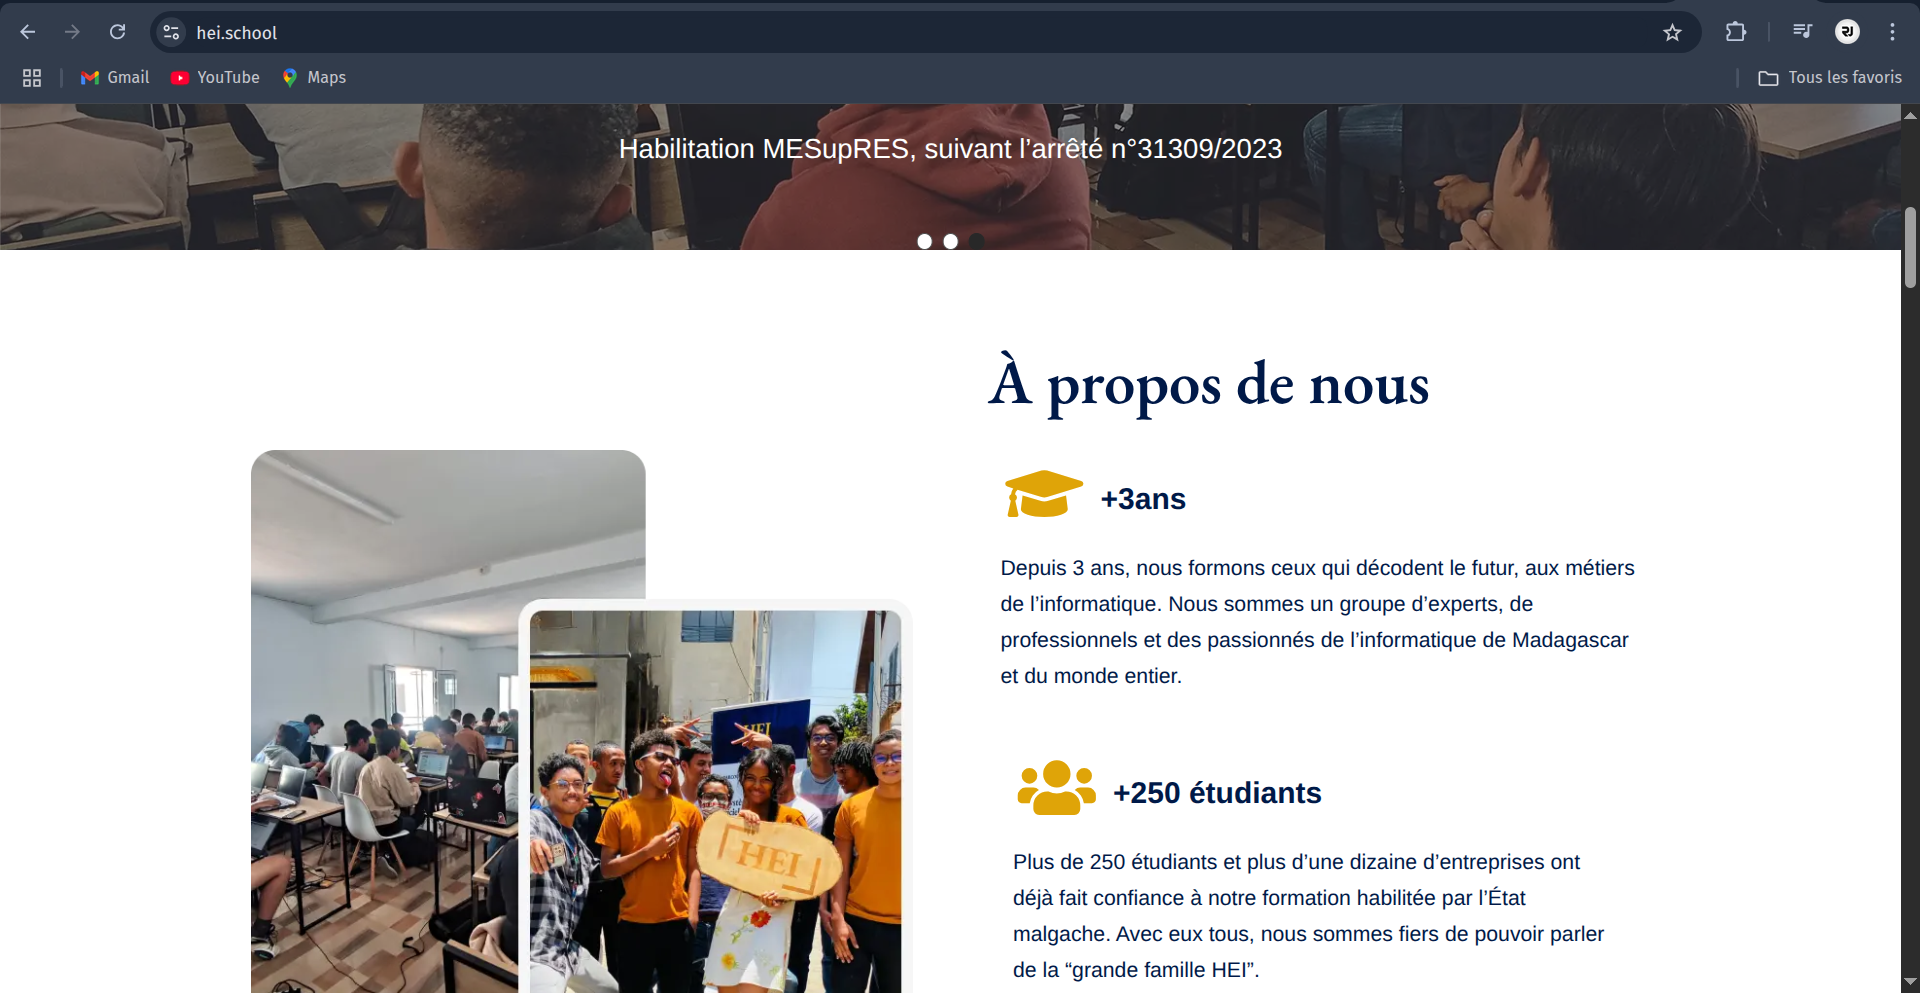 hei.school
Gmail
YouTube
Maps
Tous les favoris
Habilitation MESupRES, suivant l’arrêté n°31309/2023
À propos de nous
+3ans
Depuis 3 ans, nous formons ceux qui décodent le futur, aux métiers
de l’informatique. Nous sommes un groupe d’experts, de
professionnels et des passionnés de l’informatique de Madagascar
et du monde entier.
HEI
HEI
+250 étudiants
Plus de 250 étudiants et plus d’une dizaine d’entreprises ont
déjà fait confiance à notre formation habilitée par l’État
malgache. Avec eux tous, nous sommes fiers de pouvoir parler
de la “grande famille HEI”.